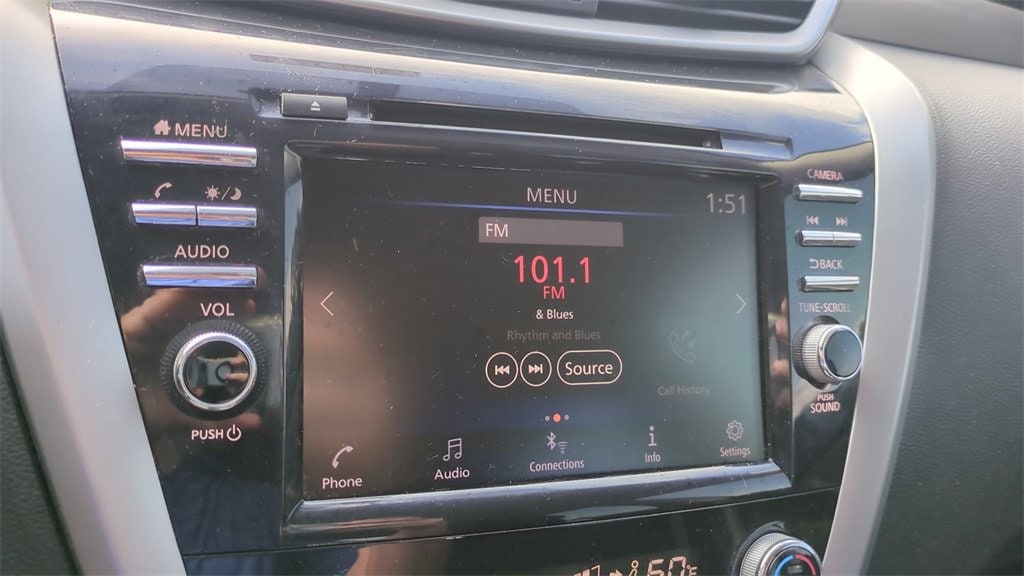 MENU
AUDIO
VOL
PUSH
MENU
1:51
FM
101.1
FM
& Blues
Rhythm and Blues
Source
Call History
Phone
Audio
Connections
Info
Settings
CAMERA
BACK
TUNE·SCROLL
PUSH
SOUND
60°F